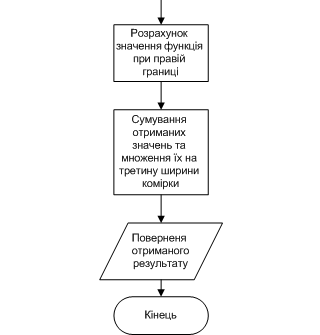 Розрахунок
значення функція
при правій
границі
Сумування
отриманих
значень та
множення їх на
третину ширини
комірки
Поверненя
отриманого
результату
Кінець